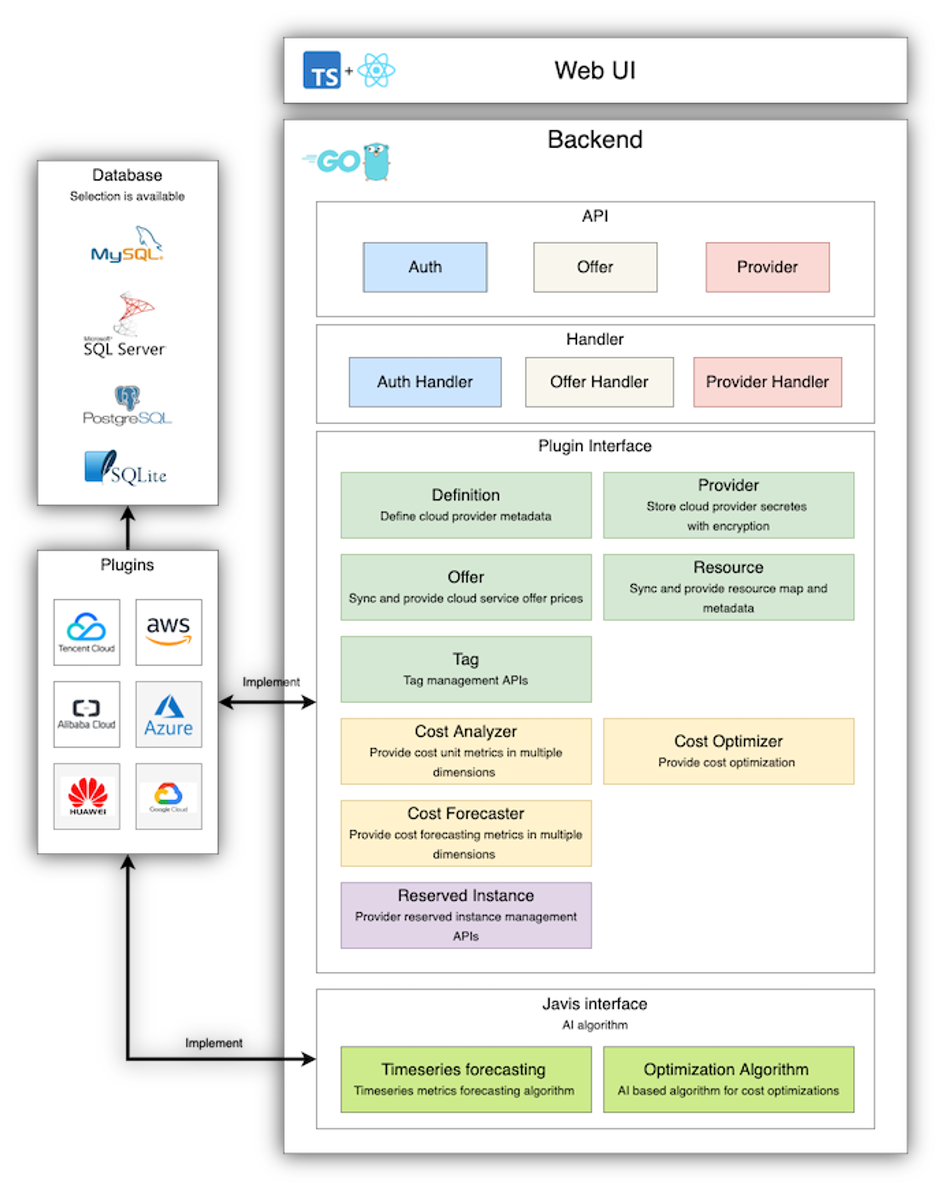 TS
+
Web UI
Backend
GO
API
Auth
Offer
Provider
Handler
Auth Handler
Offer Handler
Provider Handler
Plugin Interface
Definition
Define cloud provider metadata
Provider
Store cloud provider secretes
with encryption
Offer
Sync and provide cloud service offer prices
Resource
Sync and provide resource map and
metadata
Tag
Tag management APIs
Cost Analyzer
Provide cost unit metrics in multiple
dimensions
Cost Optimizer
Provide cost optimization
Cost Forecaster
Provide cost forecasting metrics in multiple
dimensions
Reserved Instance
Provider reserved instance management
APIs
Javis interface
AI algorithm
Timeseries forecasting
Timeseries metrics forecasting algorithm
Optimization Algorithm
AI based algorithm for cost optimizations
Database
Selection is available
MySQL
Microsoft
SQL Server
PostgreSQL
SQLite
Plugins
Tencent Cloud
aws
Alibaba Cloud
Azure
HUAWEI
Google Cloud
Implement
Implement